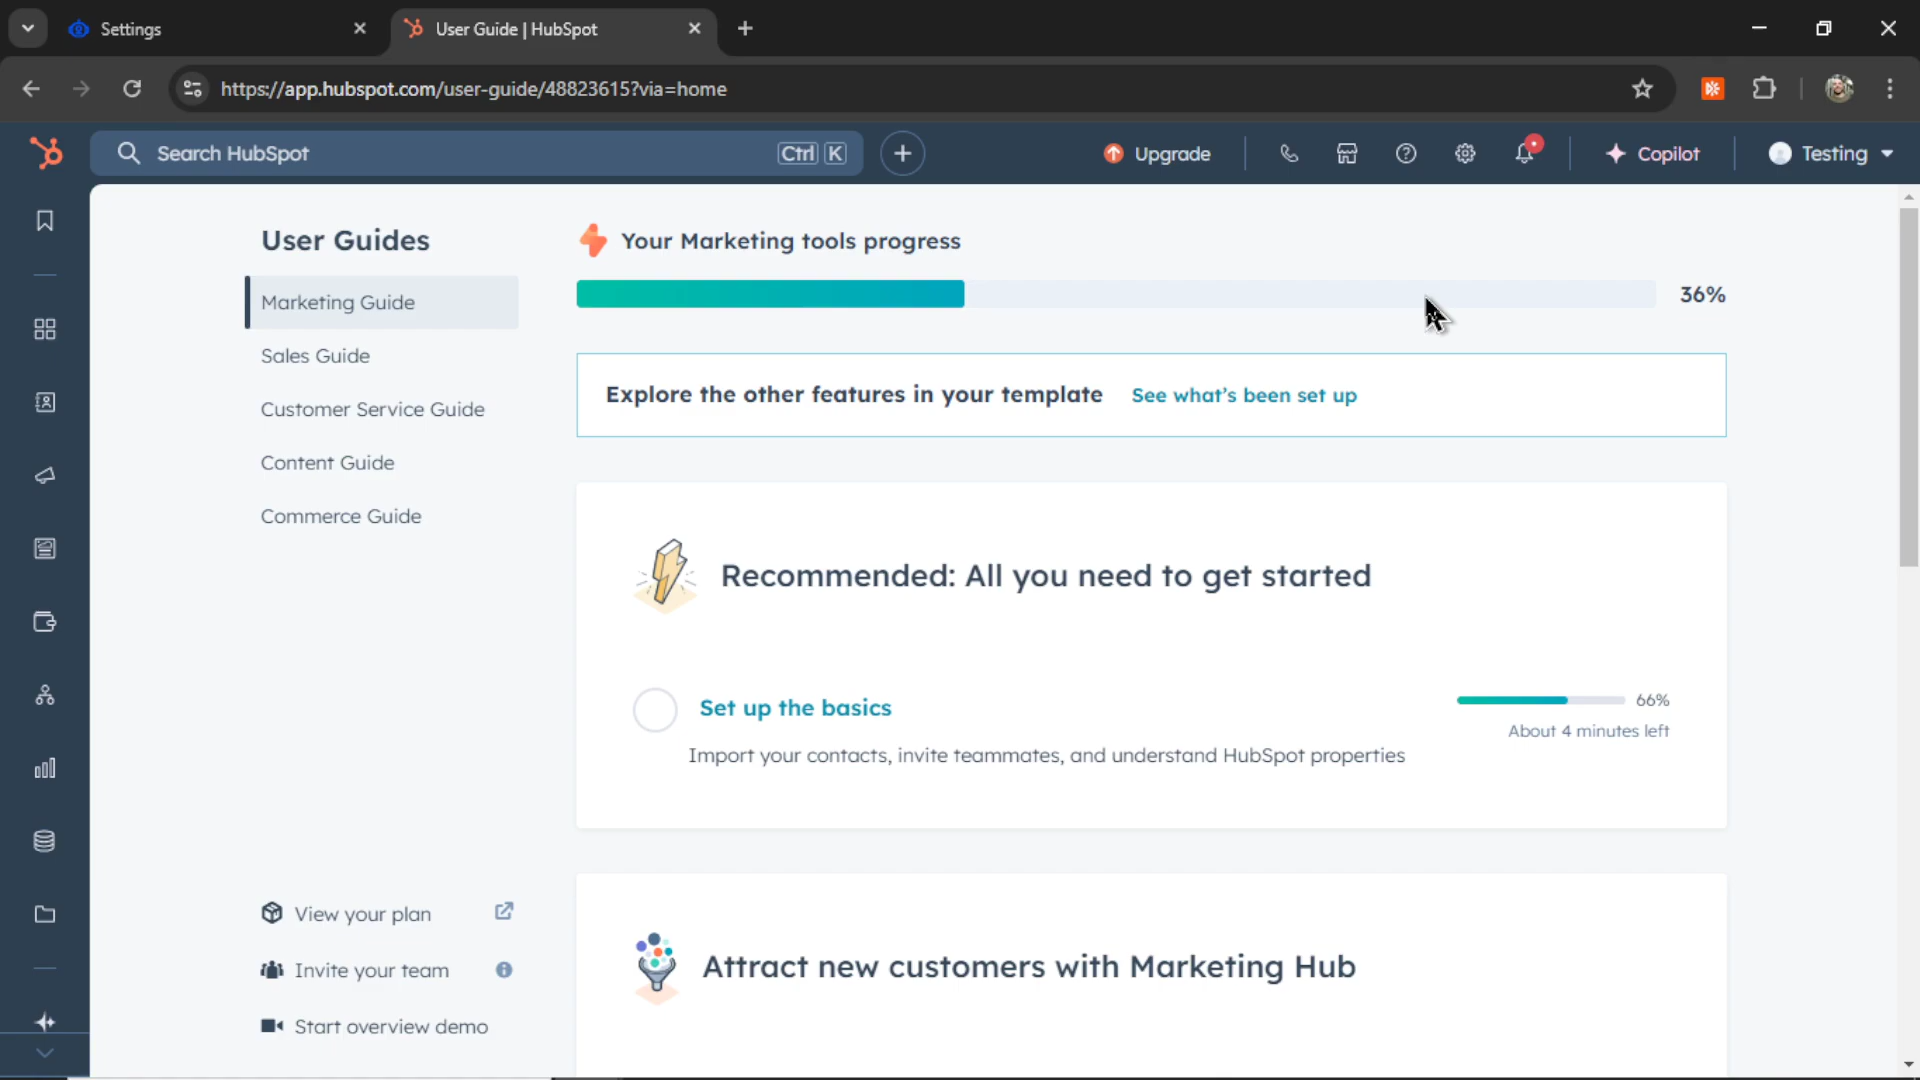 Settings
User Guide | HubSpot
https://app.hubspot.com/user-guide/48823615?via=home
Search HubSpot
Ctrl K
Upgrade
Copilot
Testing
User Guides
Marketing Guide
Sales Guide
Customer Service Guide
Content Guide
Commerce Guide
View your plan
Invite your team
Start overview demo
Your Marketing tools progress
36%
Explore the other features in your template See what's been set up
Recommended: All you need to get started
Set up the basics
66%
About 4 minutes left
Import your contacts, invite teammates, and understand HubSpot properties
Attract new customers with Marketing Hub